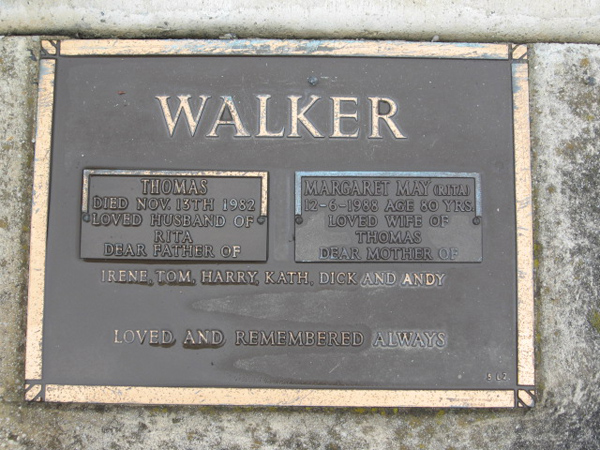 WALKER
THOMAS
DIED NOV. 13TH 1982
LOVED HUSBAND OF
RITA
DEAR FATHER OF
MARGARET MAY (RITA)
12-6-1988 AGE 80 YRS.
LOVED WIFE OF
THOMAS
DEAR MOTHER OF
IRENE, TOM, HARRY, KATH, DICK AND ANDY
LOVED AND REMEMBERED ALWAYS